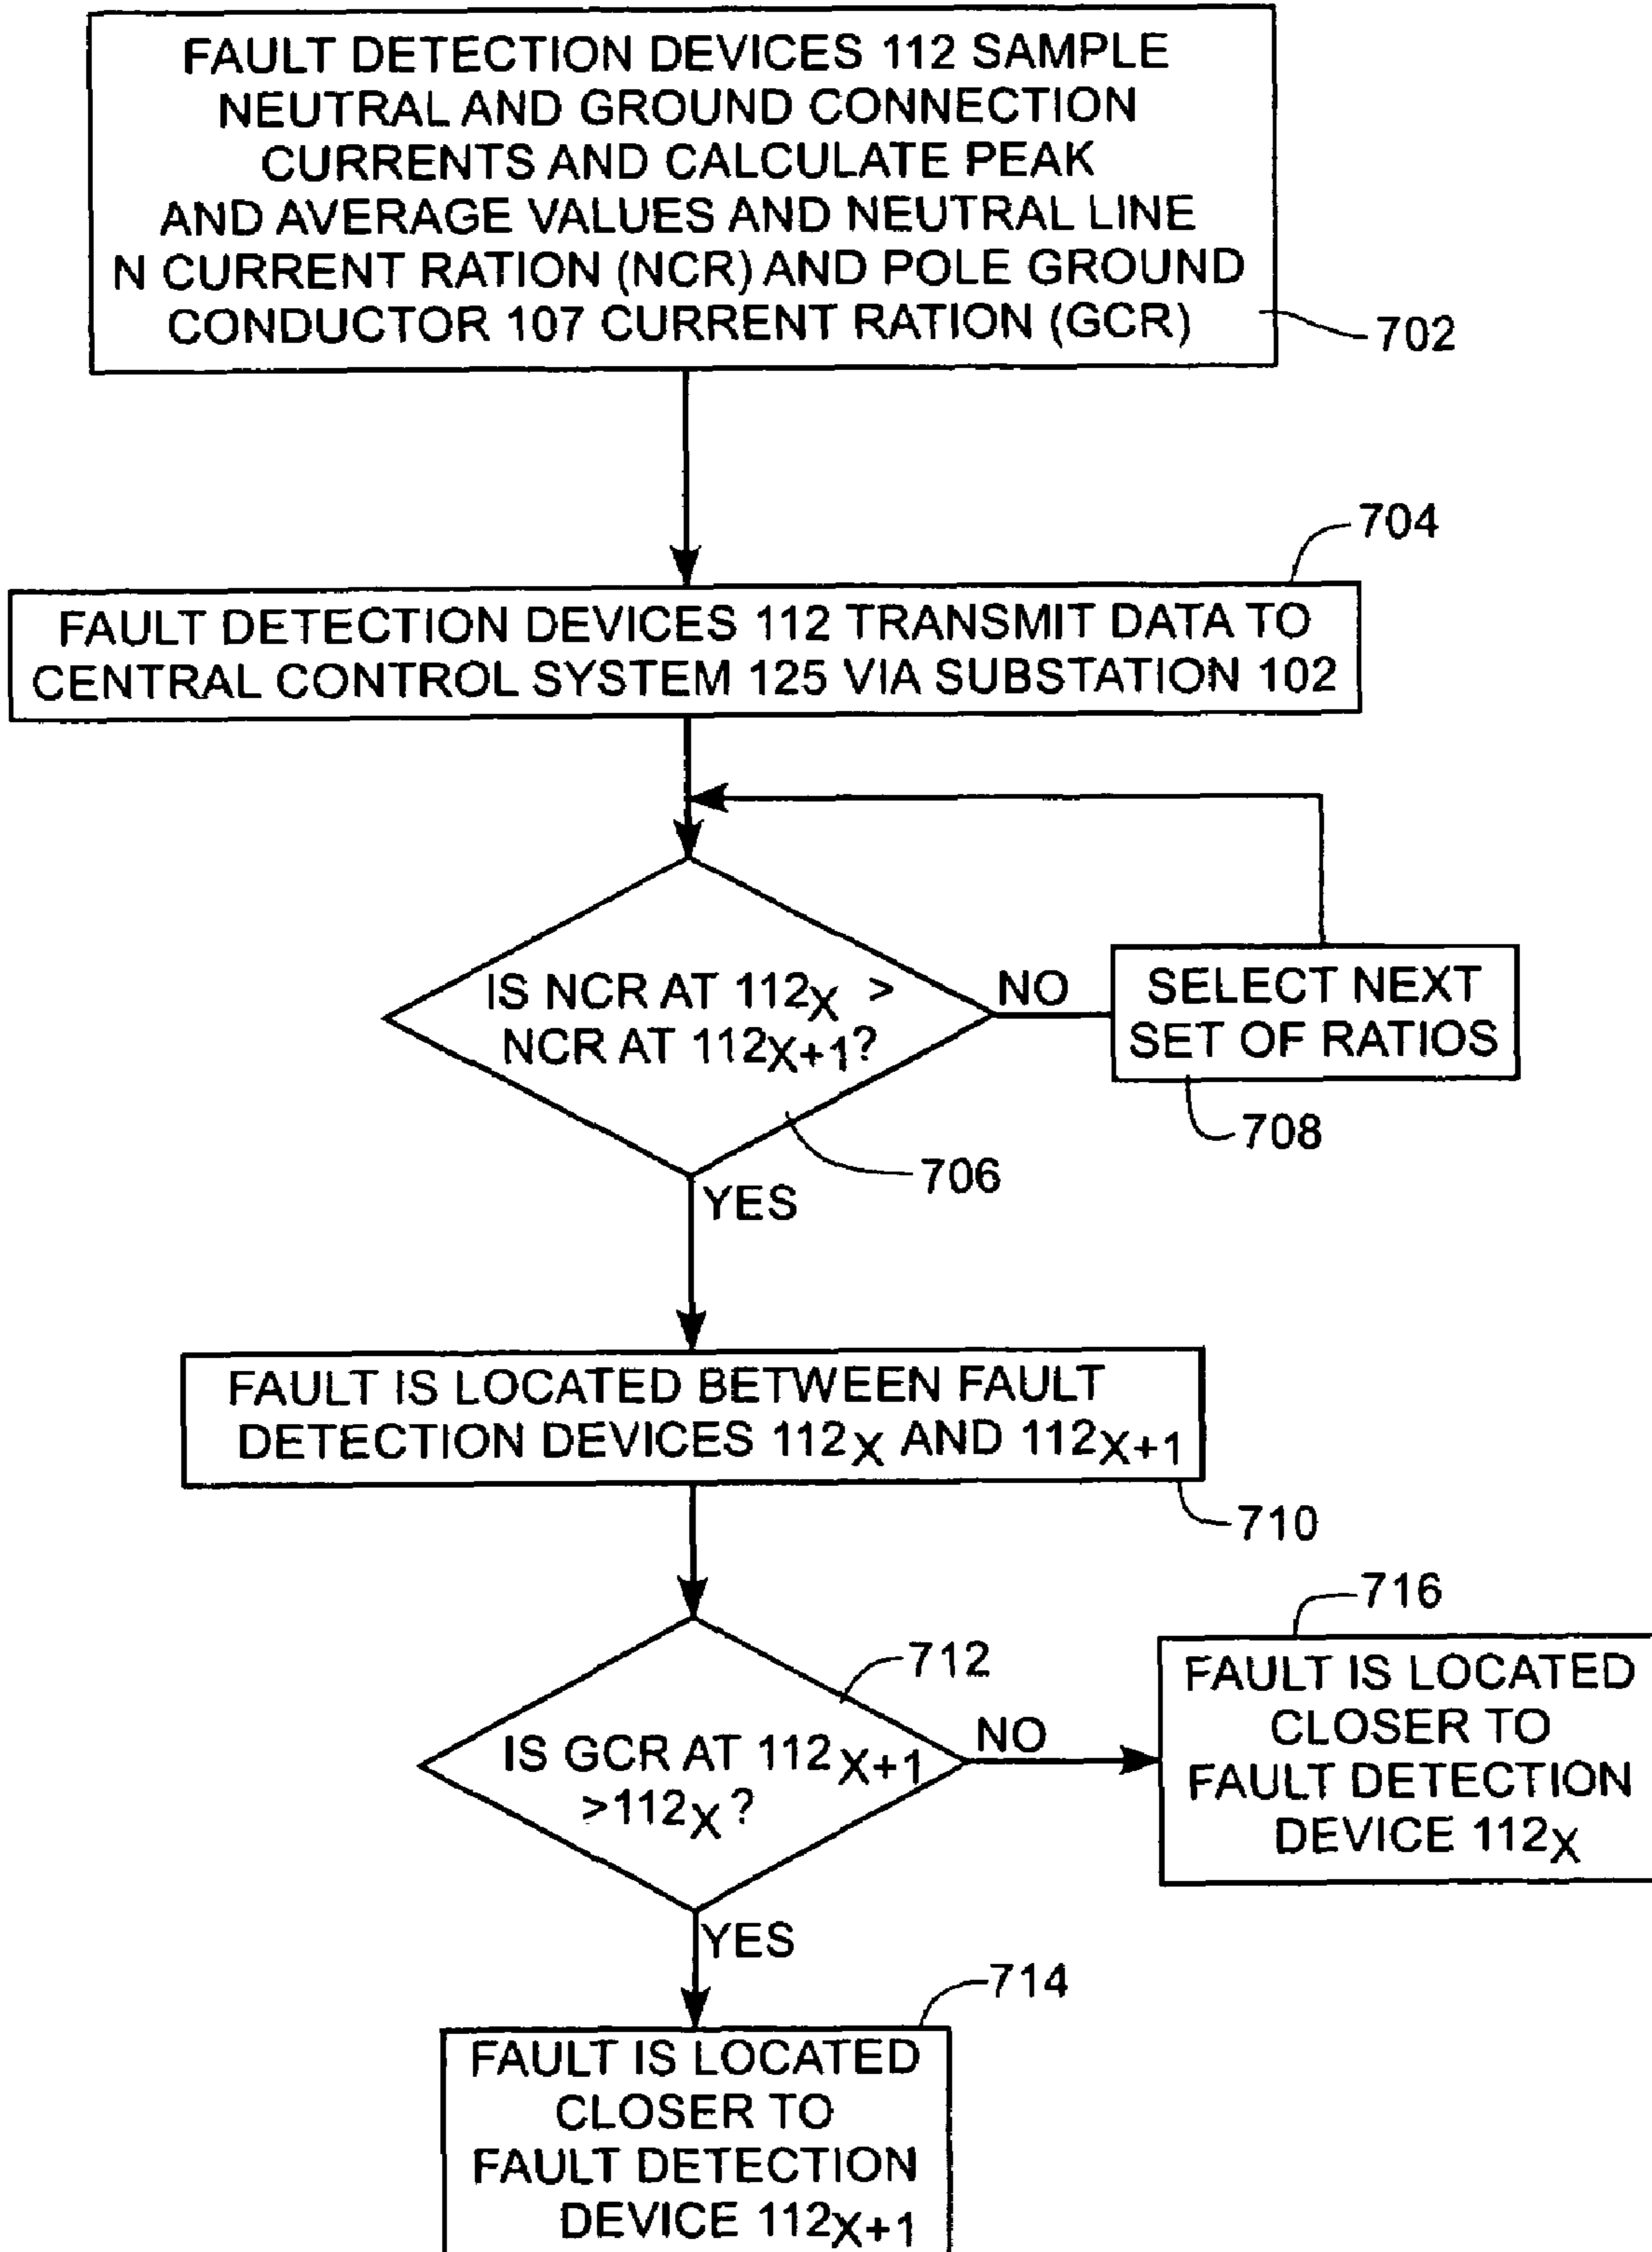 FAULT DETECTION DEVICES 112 SAMPLE
NEUTRAL AND GROUND CONNECTION
CURRENTS AND CALCULATE PEAK
AND AVERAGE VALUES AND NEUTRAL LINE
N CURRENT RATION (NCR) AND POLE GROUND
CONDUCTOR 107 CURRENT RATION (GCR)
702
704
FAULT DETECTION DEVICES 112 TRANSMIT DATA TO
CENTRAL CONTROL SYSTEM 125 VIA SUBSTATION 102
IS NCR AT 112X >
NCR AT 112X+1?
NO
SELECT NEXT
SET OF RATIOS
708
706
YES
FAULT IS LOCATED BETWEEN FAULT
DETECTION DEVICES 112X AND 112X+1
710
712
IS GCR AT 112X+1
>112X?
NO
716
FAULT IS LOCATED
CLOSER TO
FAULT DETECTION
DEVICE 112X
YES
714
FAULT IS LOCATED
CLOSER TO
FAULT DETECTION
DEVICE 112X+1